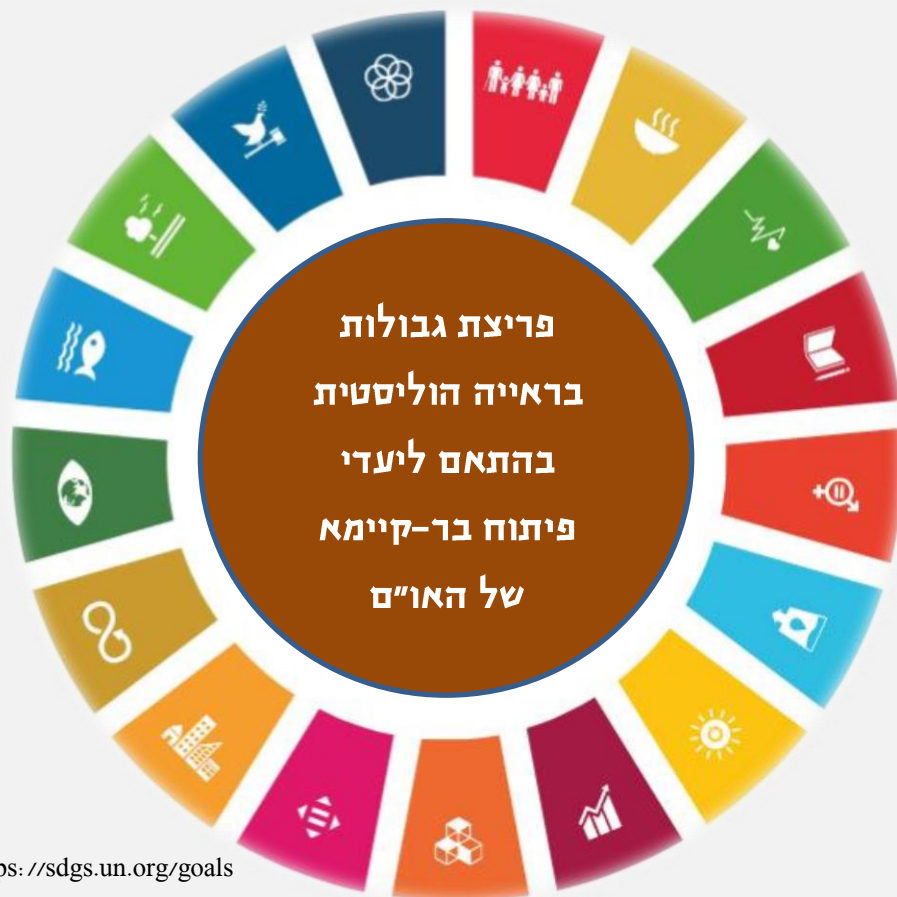 פריצת גבולות
בראייה הוליסטית
בהתאם ליעדי
פיתוח בר-קיימא
של האו"ם
ps://sdgs.un.org/goals